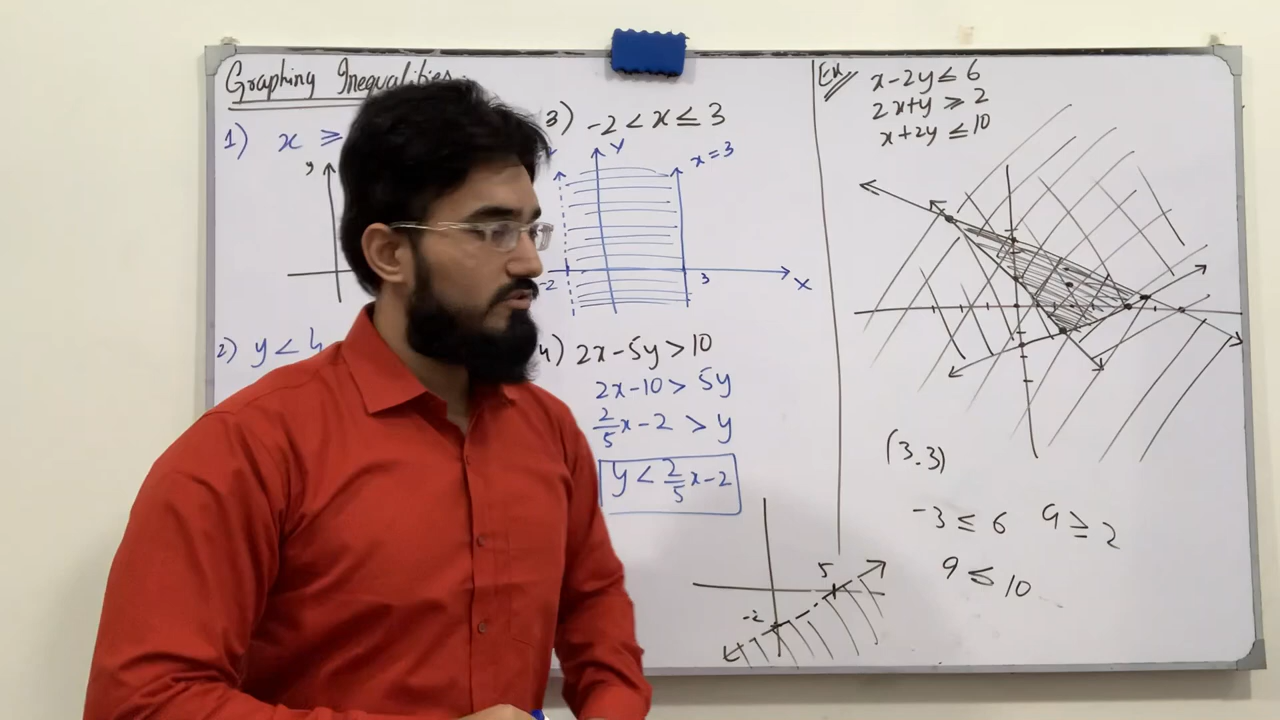 Graphing Inequalities
1) x ≥
y
2) y < 4
3) -2 < x ≤ 3
y
x = 3
-2
3
x
4) 2x-5y > 10
2x-10 > 5y
2/5x-2 > y
y < 2/5x-2
5
-2
Ex
x-2y ≤ 6
2x+y ≥ 2
x+2y ≤ 10
(3.3)
-3 ≤ 6 9 ≥ 2
9 ≤ 10